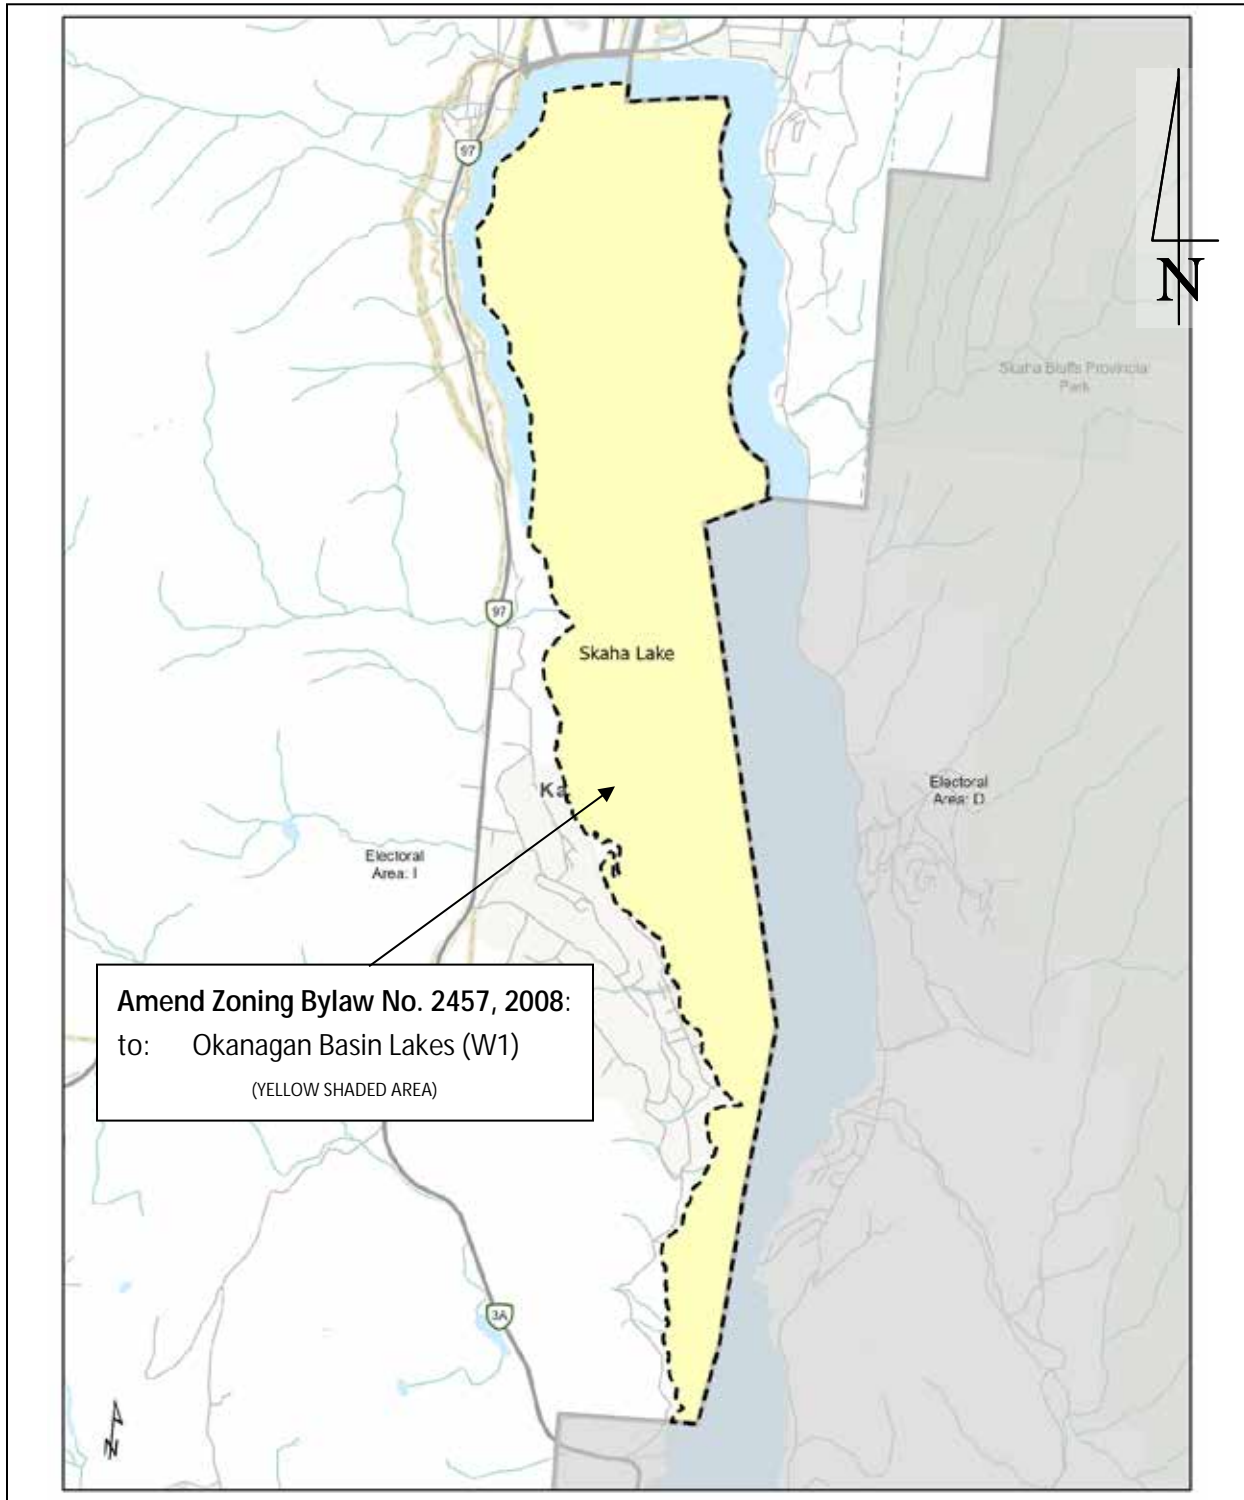 97
N
Skaha Bluffs Provincial
Park
97
Skaha Lake
Electoral
Area: D
Ka
Electoral
Area: I
Amend Zoning Bylaw No. 2457, 2008:
to: Okanagan Basin Lakes (W1)
(YELLOW SHADED AREA)
3A
N